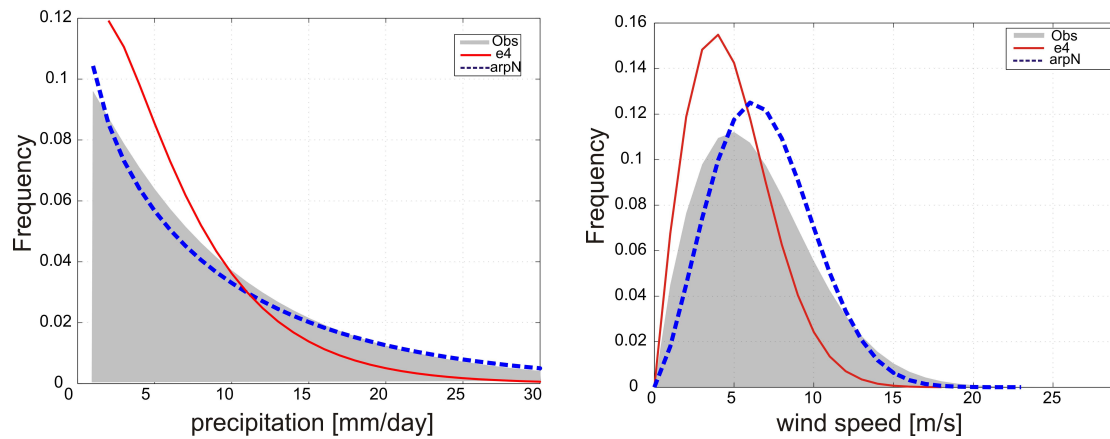 0.12
0.1
0.08
0.06
0.04
0.02
0
Frequency
Obs
e4
arpN
0 5 10 15 20 25 30
precipitation [mm/day]
0.16
0.14
0.12
0.1
0.08
0.06
0.04
0.02
0
Frequency
Obs
e4
arpN
0 5 10 15 20 25
wind speed [m/s]